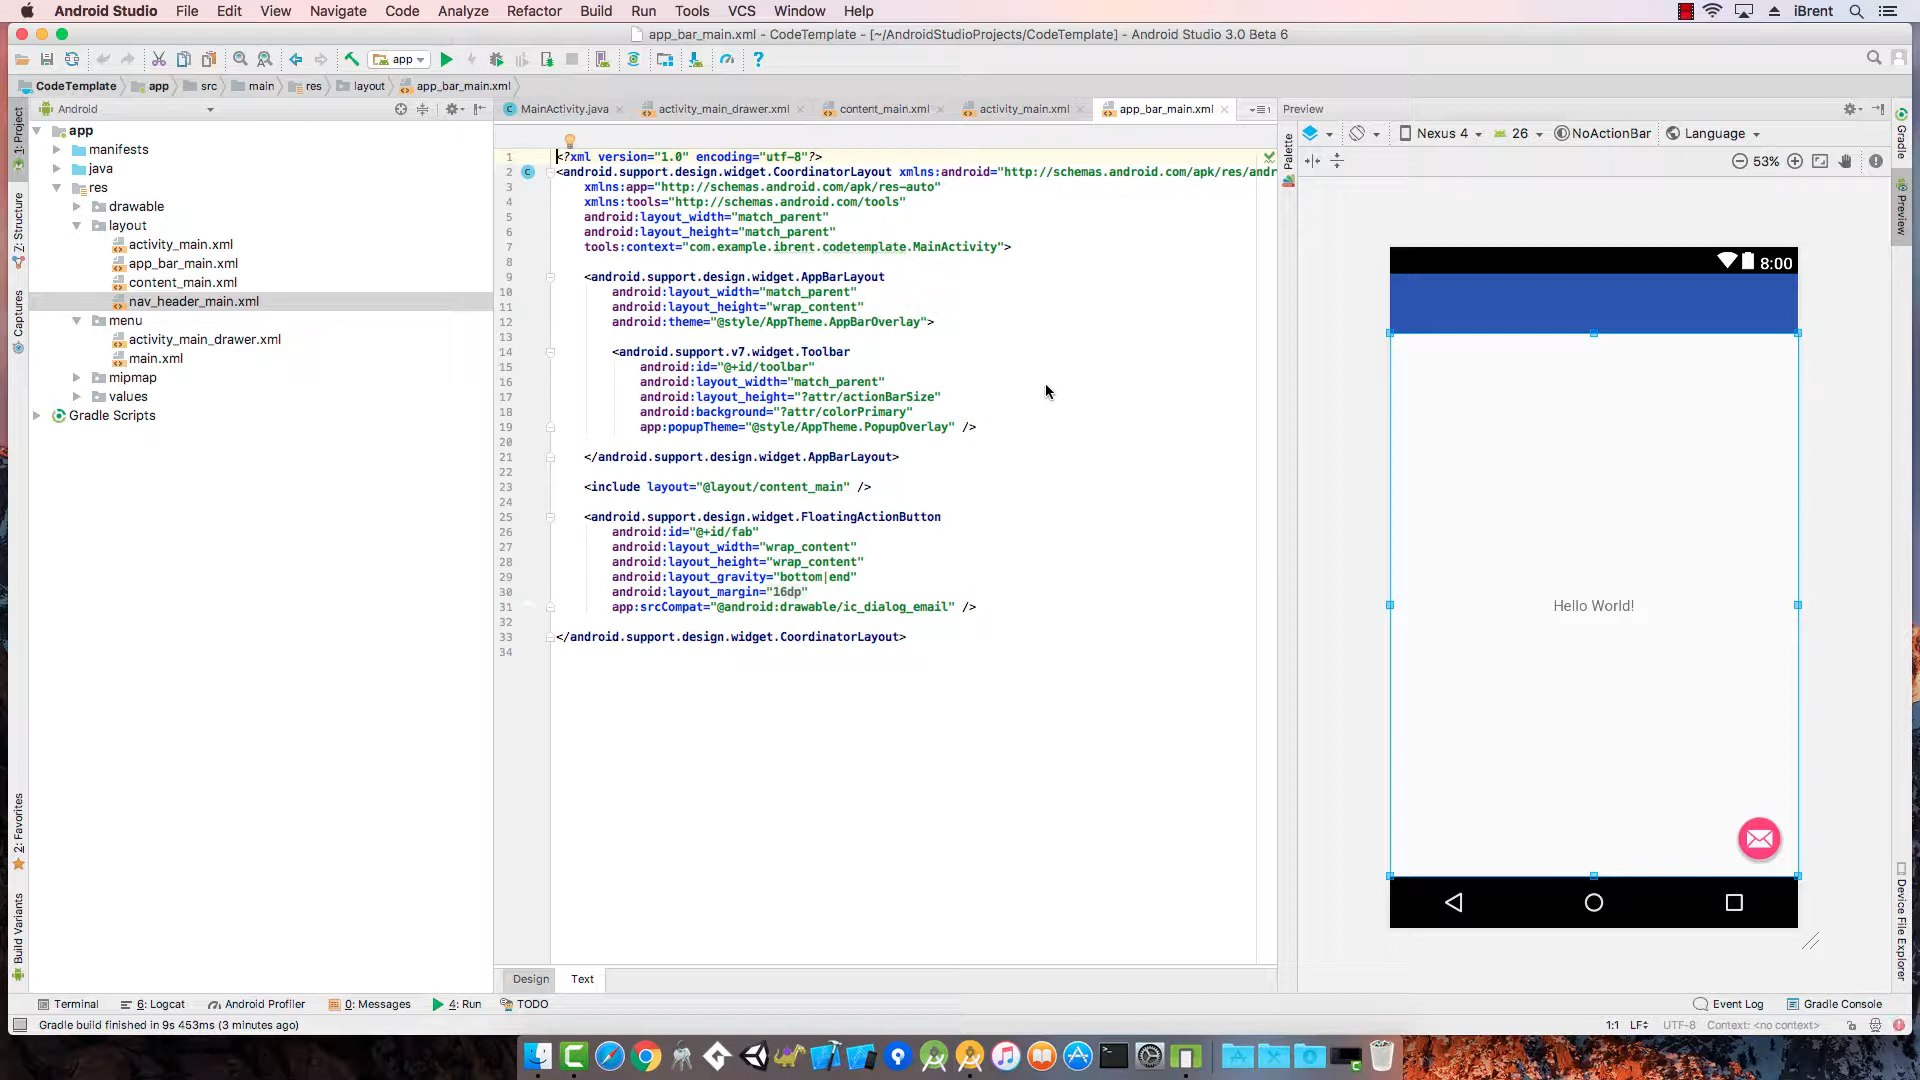 Android Studio File Edit View Navigate Code Analyze Refactor Build Run Tools VCS Window Help iBrent
app_bar_main.xml - CodeTemplate - [~/AndroidStudioProjects/CodeTemplate] - Android Studio 3.0 Beta 6
app
CodeTemplate app src main res layout app_bar_main.xml
Android
MainActivity.java activity_main_drawer.xml content_main.xml activity_main.xml app_bar_main.xml
Preview
1: Project
Z: Structure
Captures
2: Favorites
Build Variants
app
manifests
java
res
drawable
layout
activity_main.xml
app_bar_main.xml
content_main.xml
nav_header_main.xml
menu
activity_main_drawer.xml
main.xml
mipmap
values
Gradle Scripts
1 <?xml version="1.0" encoding="utf-8"?>
2 <android.support.design.widget.CoordinatorLayout xmlns:android="http://schemas.android.com/apk/res/andr
3 xmlns:app="http://schemas.android.com/apk/res-auto"
4 xmlns:tools="http://schemas.android.com/tools"
5 android:layout_width="match_parent"
6 android:layout_height="match_parent"
7 tools:context="com.example.ibrent.codetemplate.MainActivity">
8
9 <android.support.design.widget.AppBarLayout
10 android:layout_width="match_parent"
11 android:layout_height="wrap_content"
12 android:theme="@style/AppTheme.AppBarOverlay">
13
14 <android.support.v7.widget.Toolbar
15 android:id="@+id/toolbar"
16 android:layout_width="match_parent"
17 android:layout_height="?attr/actionBarSize"
18 android:background="?attr/colorPrimary"
19 app:popupTheme="@style/AppTheme.PopupOverlay" />
20
21 </android.support.design.widget.AppBarLayout>
22
23 <include layout="@layout/content_main" />
24
25 <android.support.design.widget.FloatingActionButton
26 android:id="@+id/fab"
27 android:layout_width="wrap_content"
28 android:layout_height="wrap_content"
29 android:layout_gravity="bottom|end"
30 android:layout_margin="16dp"
31 app:srcCompat="@android:drawable/ic_dialog_email" />
32
33 </android.support.design.widget.CoordinatorLayout>
34
Design Text
Palette
Nexus 4 26 NoActionBar Language
53%
8:00
Hello World!
Gradle
Preview
Device File Explorer
Terminal 6: Logcat Android Profiler 0: Messages 4: Run TODO Event Log Gradle Console
Gradle build finished in 9s 453ms (3 minutes ago) 1:1 LF UTF-8 Context: <no context>